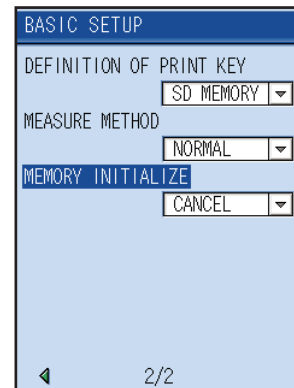 BASIC SETUP
DEFINITION OF PRINT KEY
SD MEMORY
MEASURE METHOD
NORMAL
MEMORY INITIALIZE
CANCEL
2/2